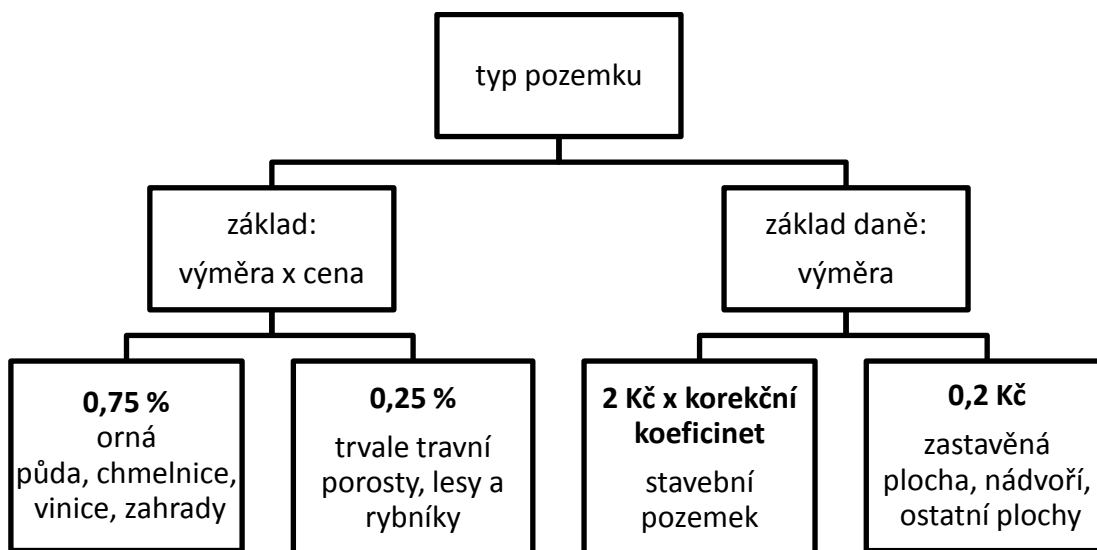 typ pozemku
základ:
výměra x cena
základ daně:
výměra
0,75 %
orná
půda, chmelnice,
vinice, zahrady
0,25 %
trvale travní
porosty, lesy a
rybníky
2 Kč x korekční
koeficinet
stavební
pozemek
0,2 Kč
zastavěná
plocha, nádvoří,
ostatní plochy